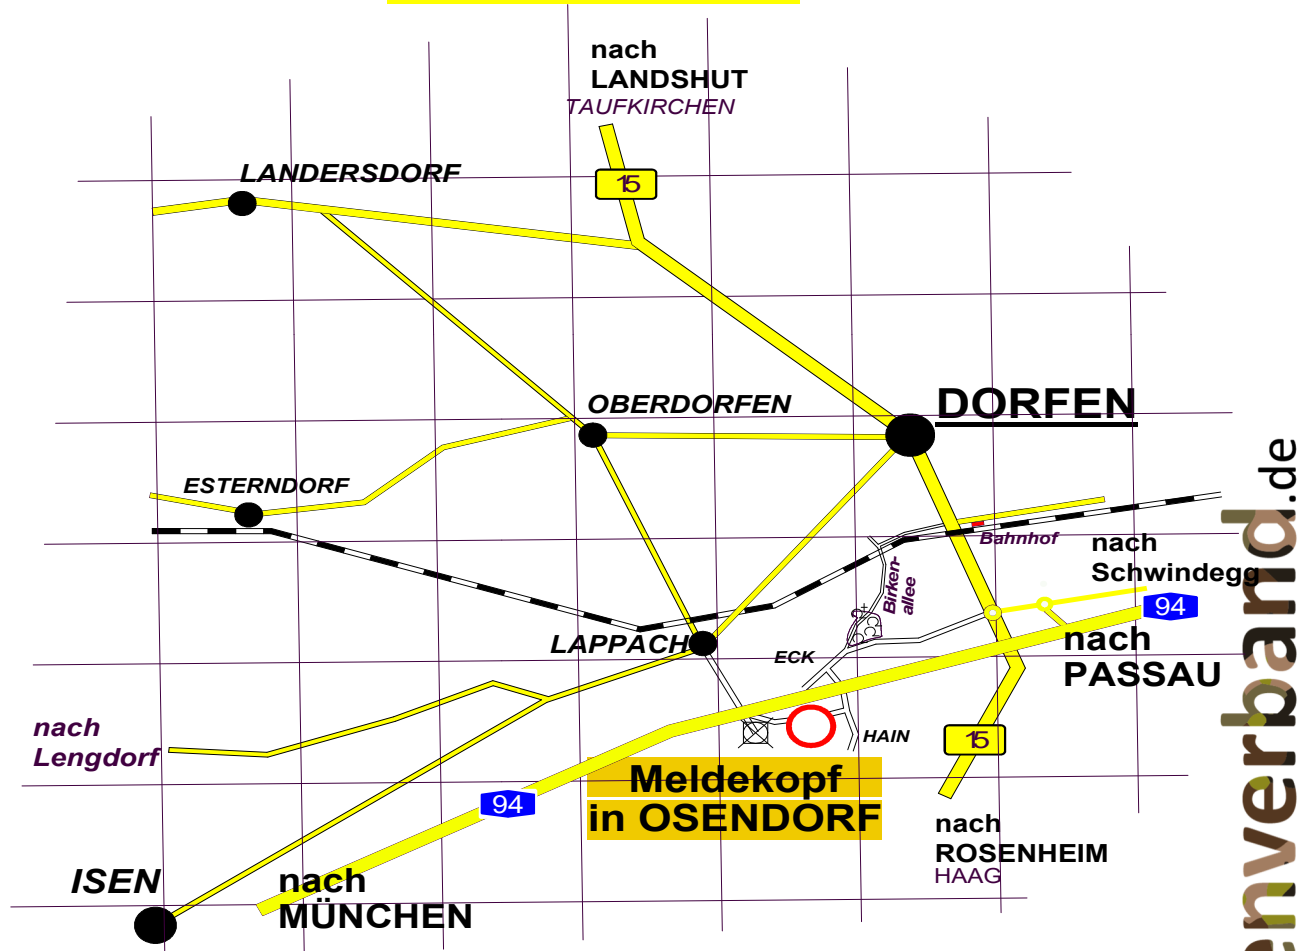 nach
LANDSHUT
TAUFKIRCHEN
LANDERSDORF
15
OBERDORFEN
DORFEN
ESTERNDORF
Bahnhof
nach
Schwindegg
Birken-
allee
94
LAPPACH
ECK
nach
PASSAU
nach
Lengdorf
HAIN
15
Meldekopf
in OSENDORF
94
nach
ROSENHEIM
HAAG
ISEN
nach
MÜNCHEN
enverband.de